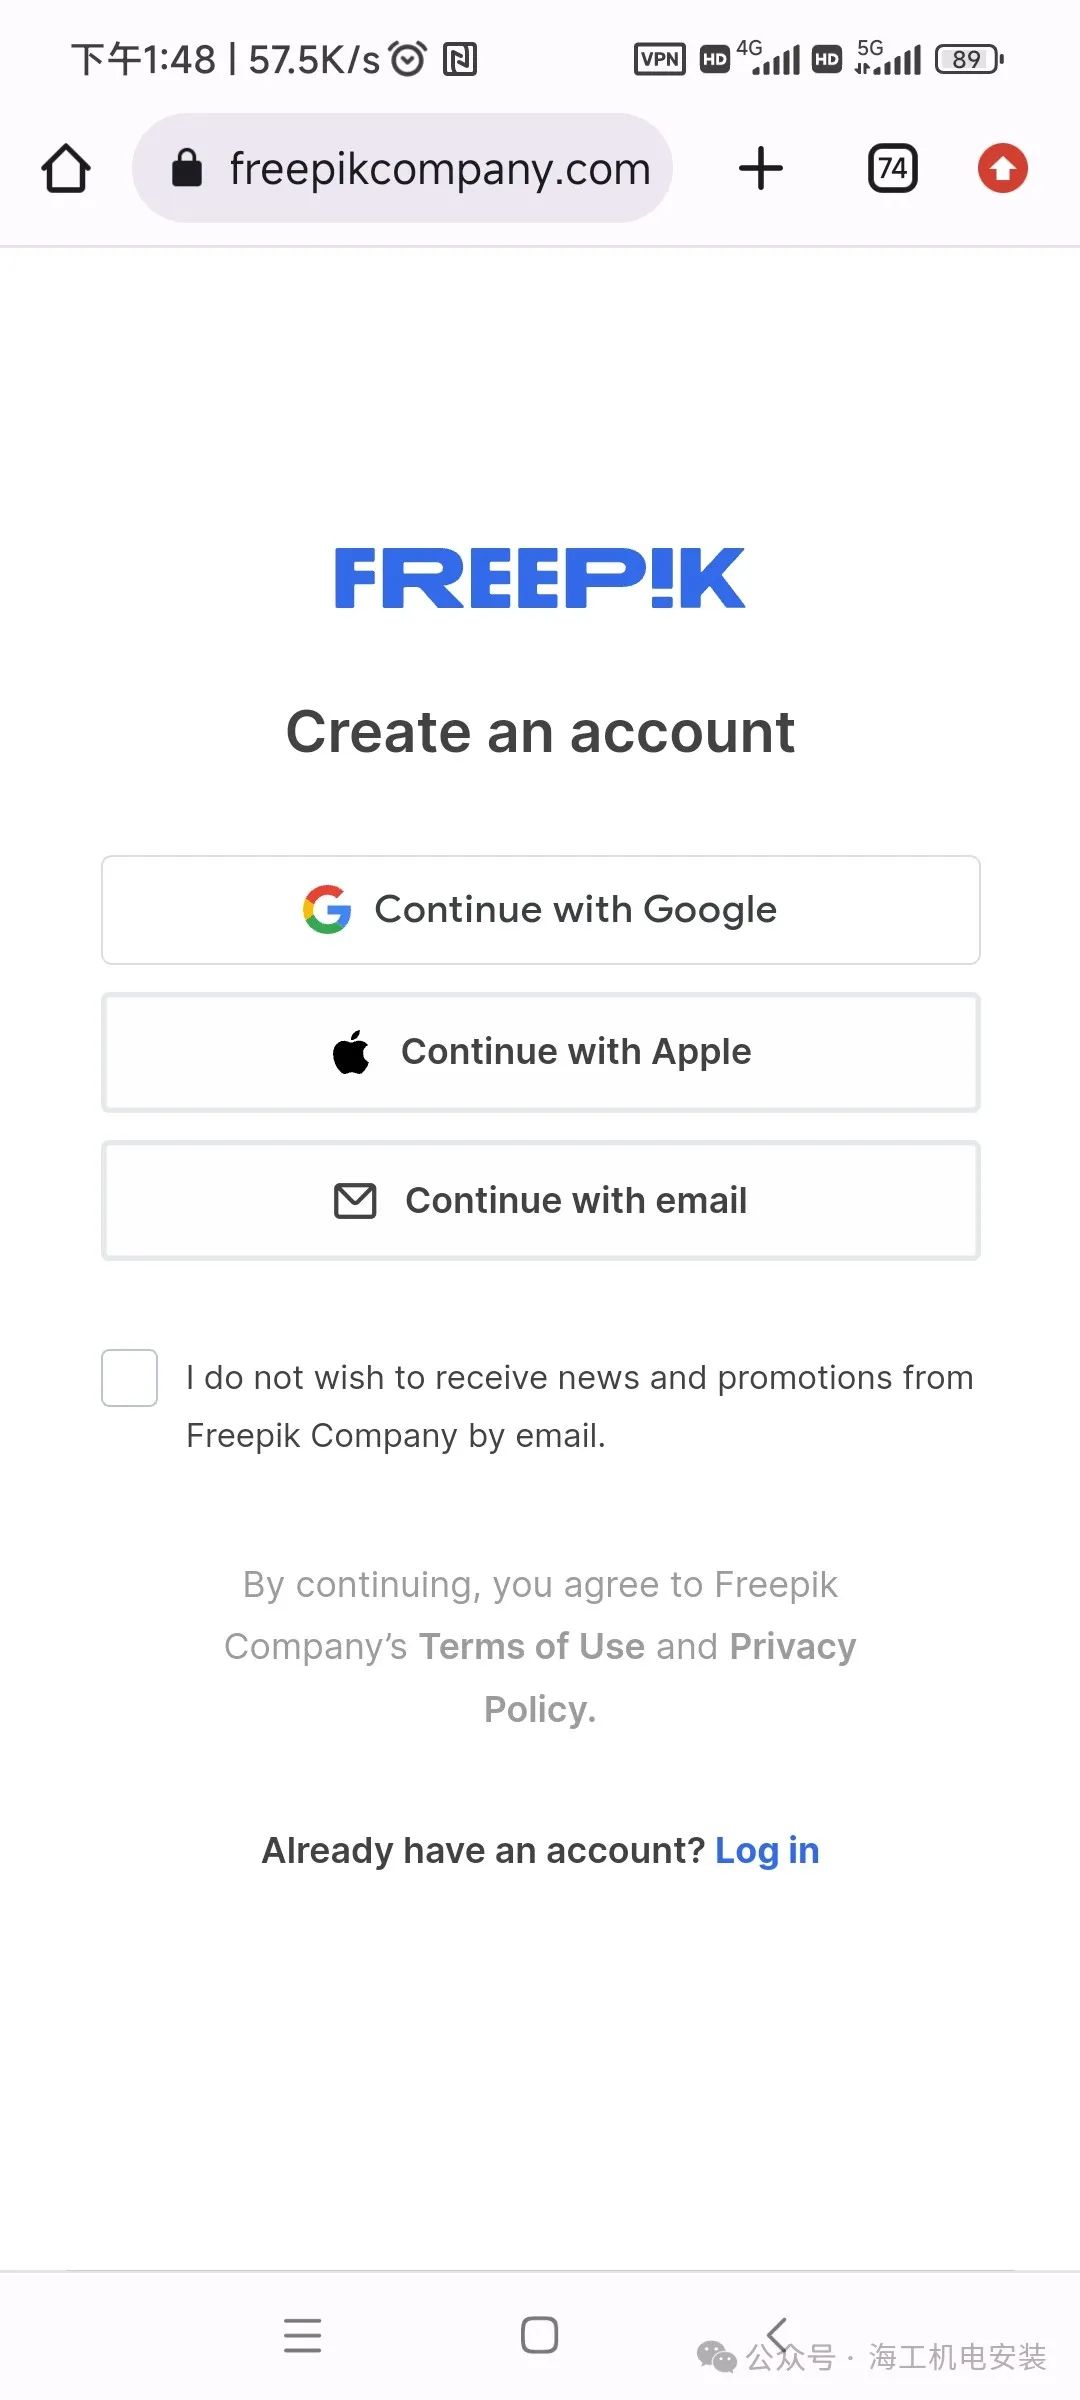 下午1:48 | 57.5K/s VPN HD 4G HD 5G 89
freepikcompany.com 74
FREEPIK
Create an account
Continue with Google
Continue with Apple
Continue with email
I do not wish to receive news and promotions from
Freepik Company by email.
By continuing, you agree to Freepik
Company’s Terms of Use and Privacy
Policy.
Already have an account? Log in
公众号 · 海工机电安装